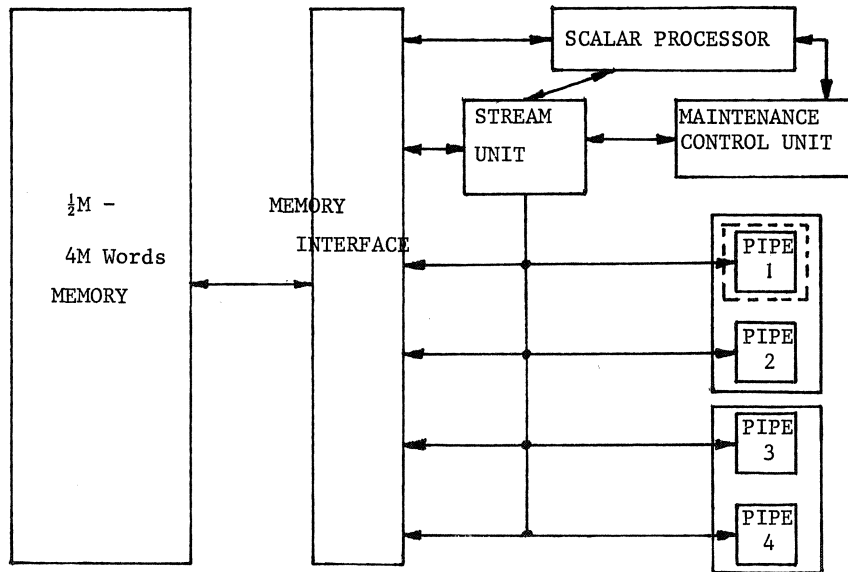 SCALAR PROCESSOR
STREAM
UNIT
MAINTENANCE
CONTROL UNIT
½M -
4M Words
MEMORY
MEMORY
INTERFACE
PIPE
1
PIPE
2
PIPE
3
PIPE
4